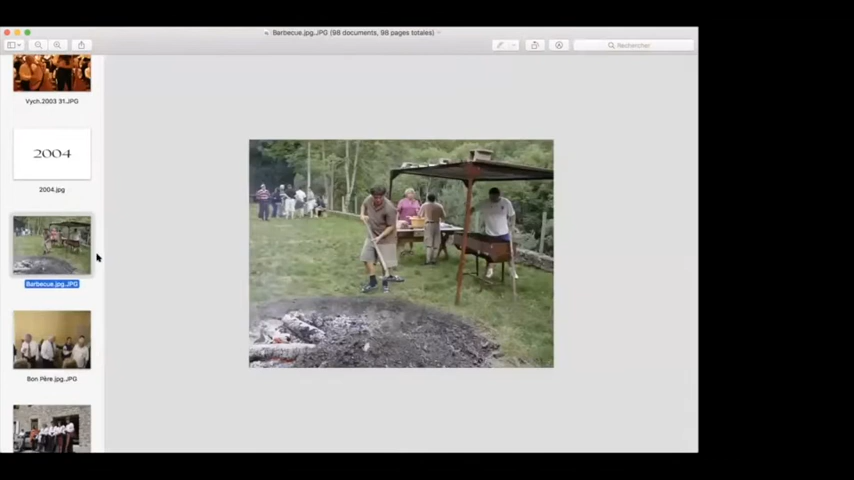 Barbecue.jpg.JPG (98 documents, 98 pages totales)
Rechercher
Vych.2003 31.JPG
2004
2004.jpg
Barbecue.jpg.JPG
Bon Père.jpg.JPG